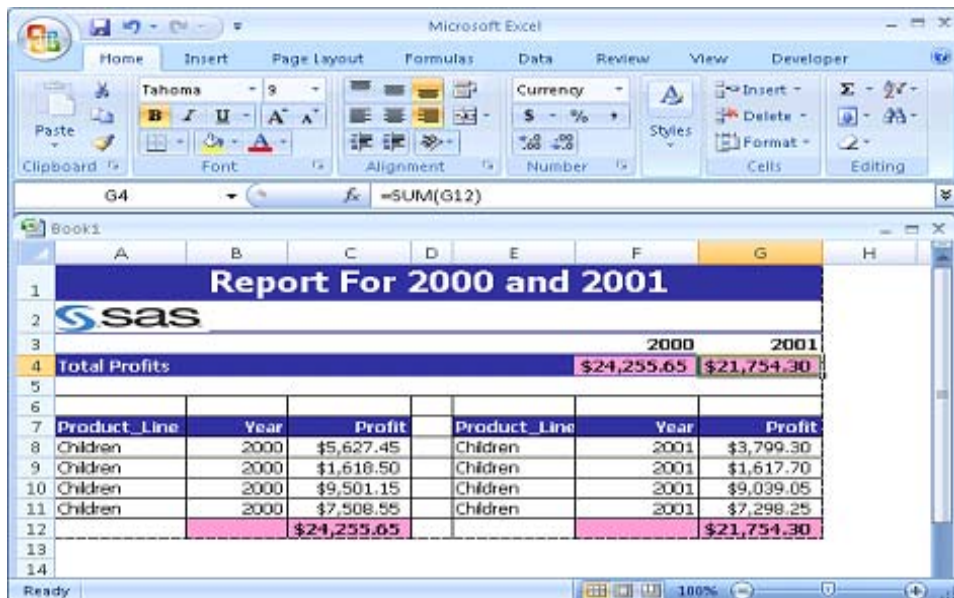 Microsoft Excel
Home Insert Page Layout Formulas Data Review View Developer
Tahoma 9 Currency Insert
Paste B I U A A $ % , Styles Delete
Format
Clipboard Font Alignment Number Cells Editing
G4 fx =SUM(G12)
Book1
A B C D E F G H
1 Report For 2000 and 2001
2 sas
3 2000 2001
4 Total Profits $24,255.65 $21,754.30
5
6
7 Product_Line Year Profit Product_Line Year Profit
8 Children 2000 $5,627.45 Children 2001 $3,799.30
9 Children 2000 $1,618.50 Children 2001 $1,617.70
10 Children 2000 $9,501.15 Children 2001 $9,039.05
11 Children 2000 $7,508.55 Children 2001 $7,298.25
12 $24,255.65 $21,754.30
13
14
Ready 100%